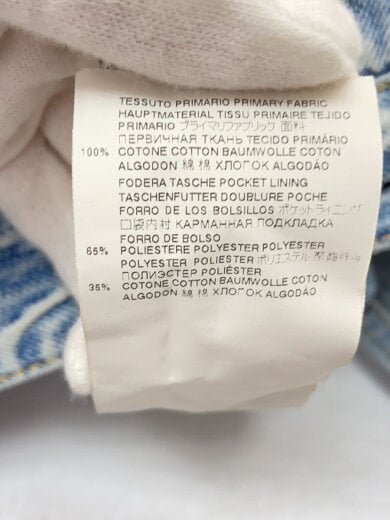 TESSUTO PRIMARIO PRIMARY FABRIC
HAUPTMATERIAL TISSU PRIMAIRE TEJIDO
PRIMARIO プライマリファブリック 面料
ПЕРВИЧНАЯ ТКАНЬ TECIDO PRIMÁRIO
100% COTONE COTTON BAUMWOLLE COTON
ALGODON 綿 棉 ХЛОПОК ALGODÃO
FODERA TASCHE POCKET LINING
TASCHENFUTTER DOUBLURE POCHE
FORRO DE LOS BOLSILLOS ポケットライニング
口袋内衬 КАРМАННАЯ ПОДКЛАДКА
FORRO DE BOLSO
65% POLIESTERE POLYESTER POLYESTER
POLYESTER POLIESTER ポリエステル
ПОЛИЭСТЕР POLIÉSTER
35% COTONE COTTON BAUMWOLLE COTON
ALGODON 綿 棉 ХЛОПОК ALGODÃO